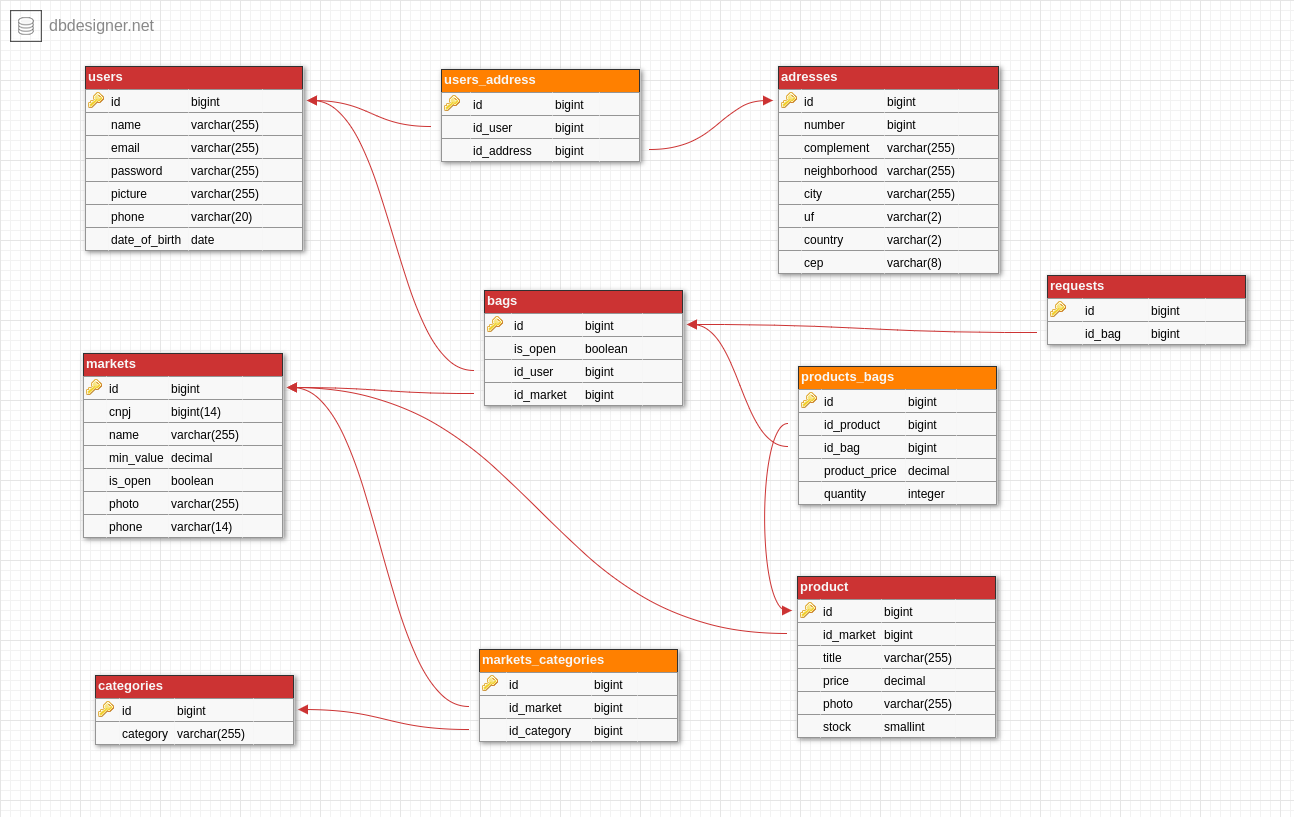 dbdesigner.net
users
id bigint
name varchar(255)
email varchar(255)
password varchar(255)
picture varchar(255)
phone varchar(20)
date_of_birth date
users_address
id bigint
id_user bigint
id_address bigint
adresses
id bigint
number bigint
complement varchar(255)
neighborhood varchar(255)
city varchar(255)
uf varchar(2)
country varchar(2)
cep varchar(8)
bags
id bigint
is_open boolean
id_user bigint
id_market bigint
requests
id bigint
id_bag bigint
markets
id bigint
cnpj bigint(14)
name varchar(255)
min_value decimal
is_open boolean
photo varchar(255)
phone varchar(14)
products_bags
id bigint
id_product bigint
id_bag bigint
product_price decimal
quantity integer
product
id bigint
id_market bigint
title varchar(255)
price decimal
photo varchar(255)
stock smallint
markets_categories
id bigint
id_market bigint
id_category bigint
categories
id bigint
category varchar(255)